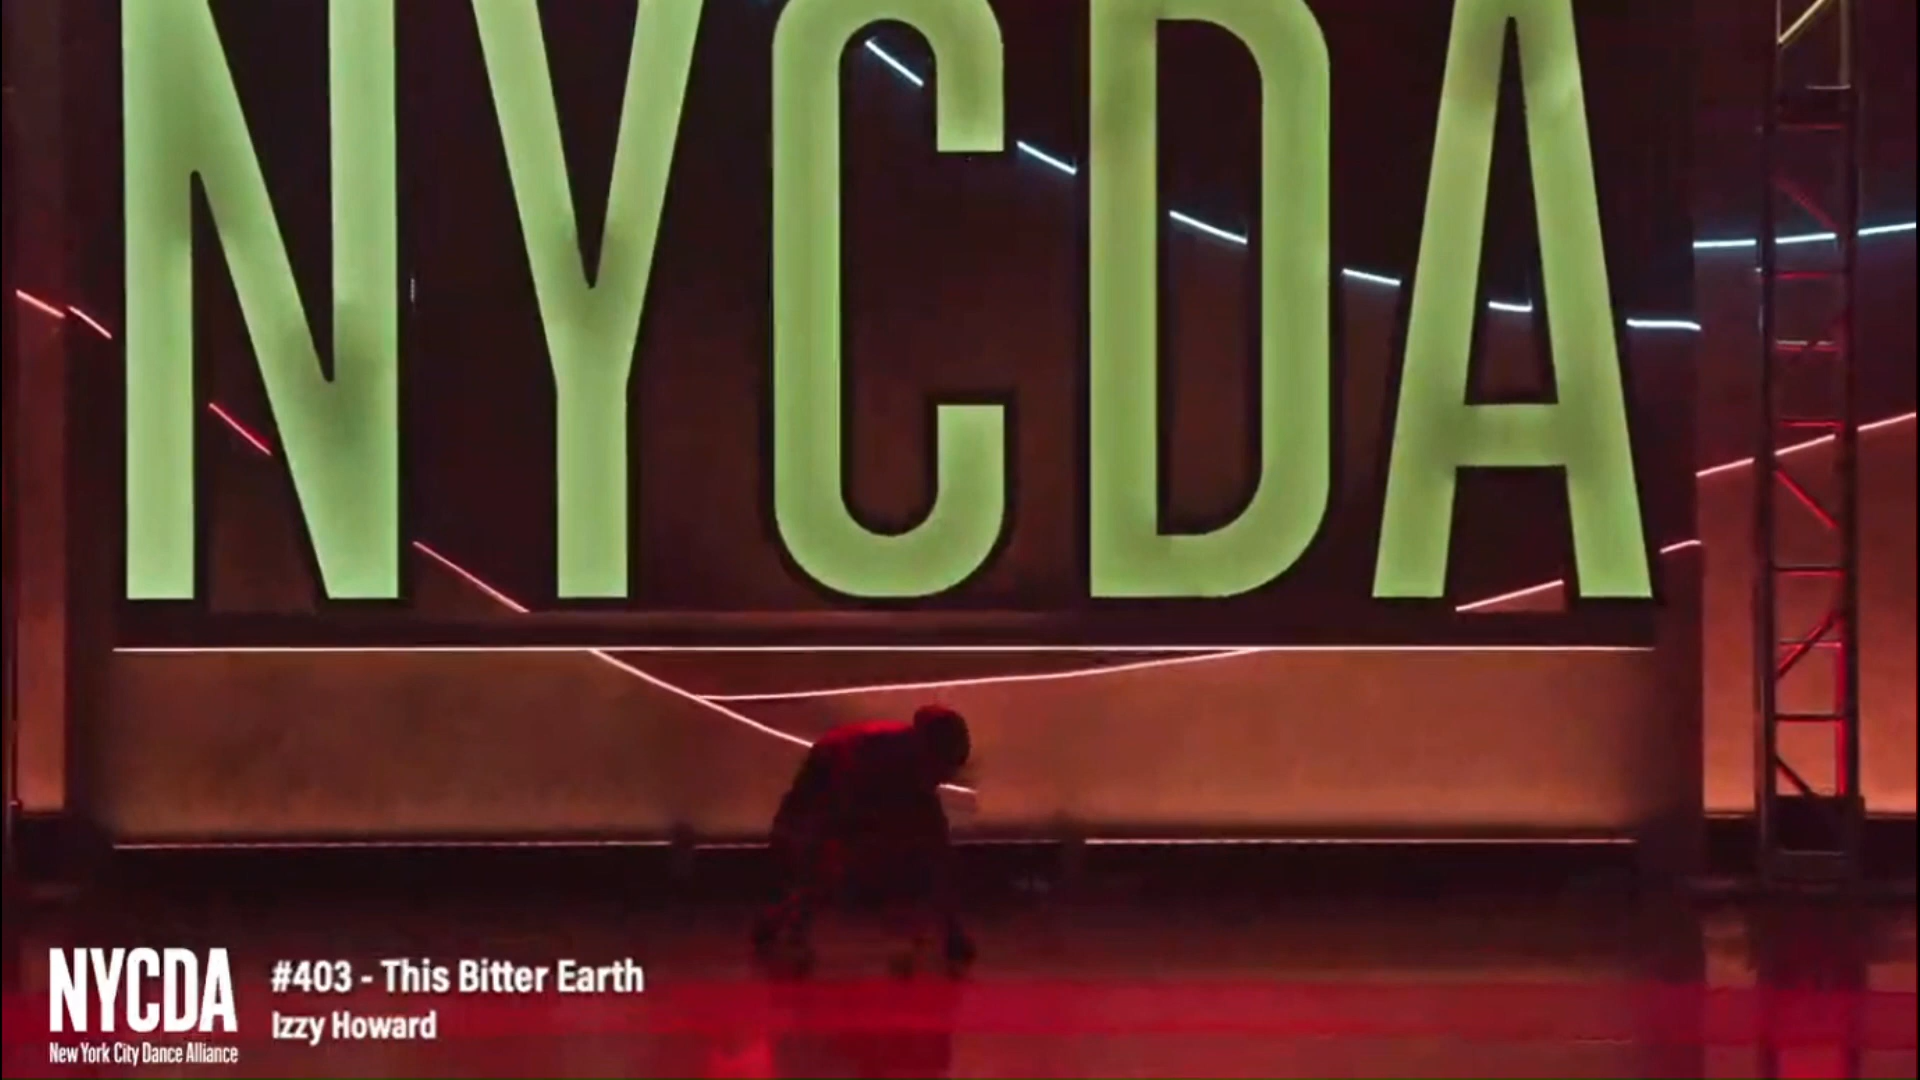 NYCDA
NYCDA
New York City Dance Alliance
#403 - This Bitter Earth
Izzy Howard